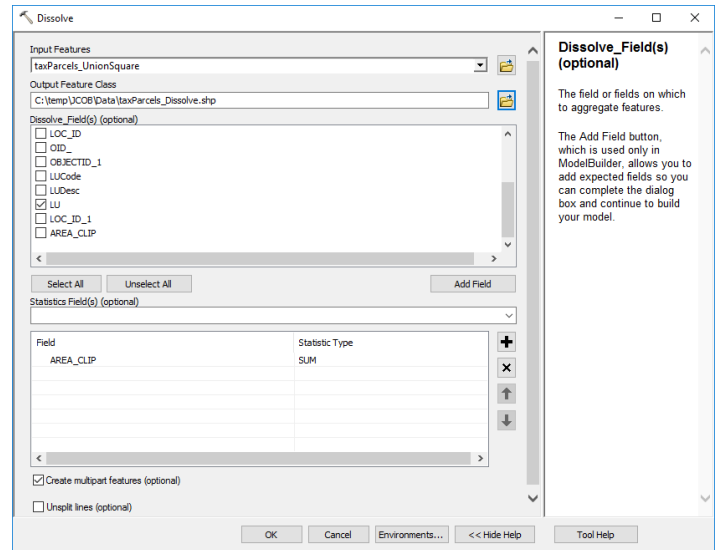 Dissolve
Input Features
taxParcels_UnionSquare
Output Feature Class
C:\temp\JCOB\Data\taxParcels_Dissolve.shp
Dissolve_Field(s) (optional)
LOC_ID
OID_
OBJECTID_1
LUCode
LUDesc
LU
LOC_ID_1
AREA_CLIP
Select All
Unselect All
Add Field
Statistics Field(s) (optional)
Field Statistic Type
AREA_CLIP SUM
Create multipart features (optional)
Unsplit lines (optional)
OK
Cancel
Environments...
<< Hide Help
Dissolve_Field(s)
(optional)
The field or fields on which
to aggregate features.
The Add Field button,
which is used only in
ModelBuilder, allows you to
add expected fields so you
can complete the dialog
box and continue to build
your model.
Tool Help